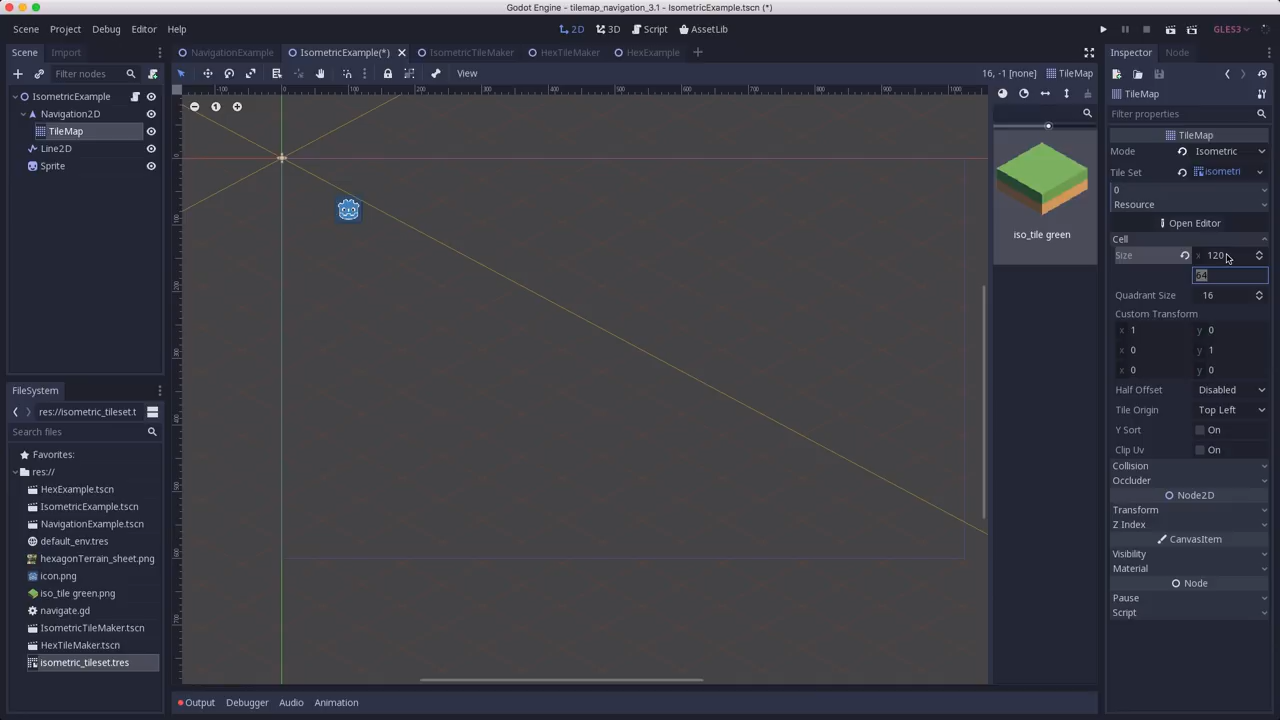 Godot Engine - tilemap_navigation_3.1 - IsometricExample.tscn (*)
Scene Project Debug Editor Help
2D 3D Script AssetLib
GLES3
Scene Import
NavigationExample IsometricExample(*) IsometricTileMaker HexTileMaker HexExample
Inspector Node
Filter nodes
View
16, -1 [none] TileMap
IsometricExample
Navigation2D
TileMap
Line2D
Sprite
iso_tile green
TileMap
Filter properties
TileMap
Mode Isometric
Tile Set isometri
0
Resource
Open Editor
Cell
Size x 120
64
Quadrant Size 16
Custom Transform
x 1 y 0
x 0 y 1
x 0 y 0
Half Offset Disabled
Tile Origin Top Left
Y Sort On
Clip Uv On
Collision
Occluder
Node2D
Transform
Z Index
CanvasItem
Visibility
Material
Node
Pause
Script
FileSystem
res://isometric_tileset.t
Search files
Favorites:
res://
HexExample.tscn
IsometricExample.tscn
NavigationExample.tscn
default_env.tres
hexagonTerrain_sheet.png
icon.png
iso_tile green.png
navigate.gd
IsometricTileMaker.tscn
HexTileMaker.tscn
isometric_tileset.tres
Output Debugger Audio Animation